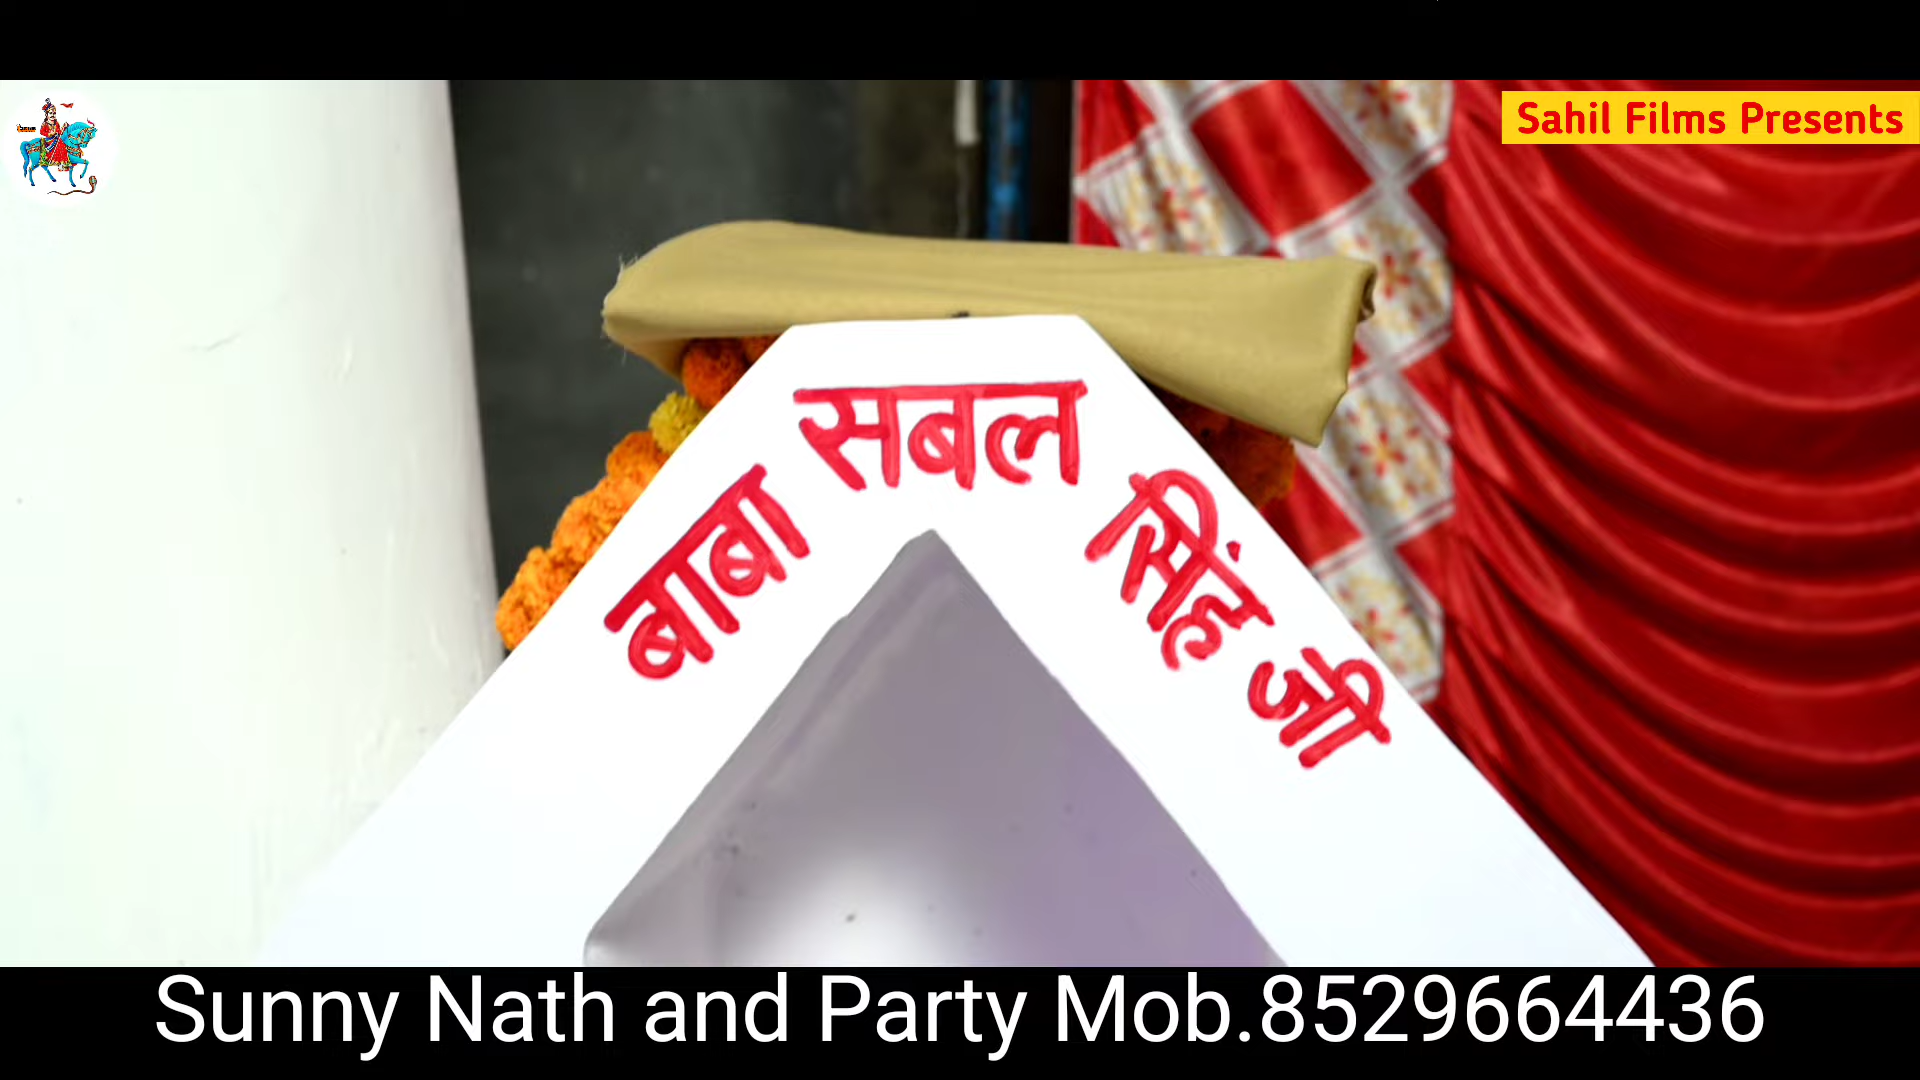 Sahil Films Presents
बाबा सबल सिंह जी
Sunny Nath and Party Mob.8529664436